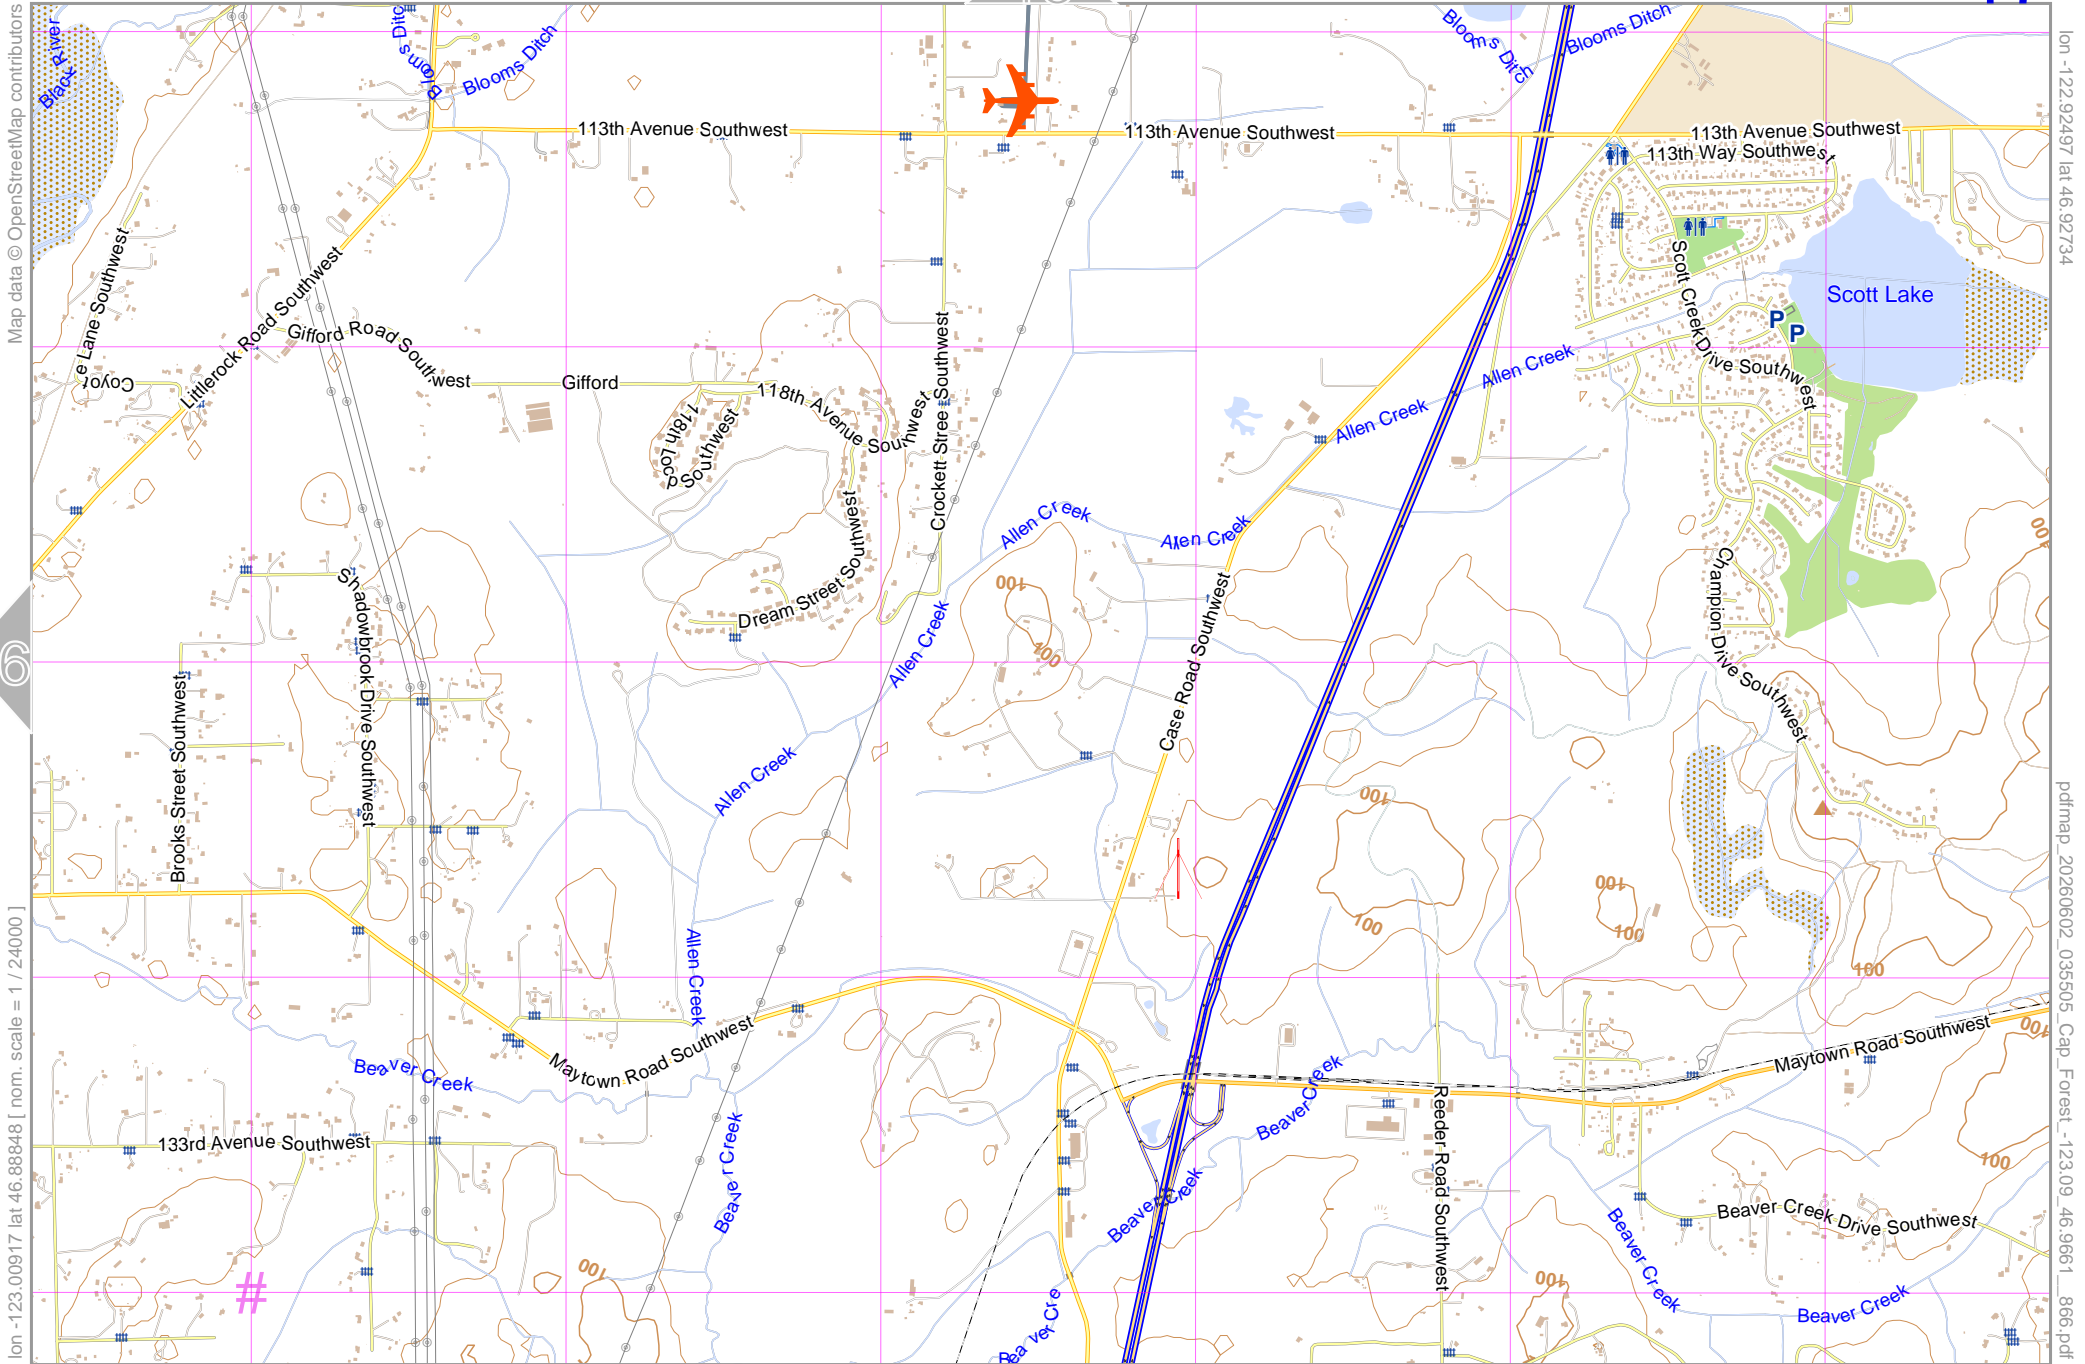 Map data © OpenStreetMap contributors
lon -123.00917 lat 46.88848 [ nom. scale = 1 / 24000 ]
lon -122.92497 lat 46.92734
pdfmap_20260602_035505_Cap_Forest_-123.09_46.9661__866.pdf
6
Black River
Blooms Ditch
Blooms Ditch
Blooms Ditch
Blooms Ditch
113th Avenue Southwest
113th Avenue Southwest
113th Avenue Southwest
113th Way Southwest
Coyote Lane Southwest
Littlerock Road Southwest
Gifford Road Southwest
Gifford
118th Avenue Southwest
118th Loop Southwest
Crockett Street Southwest
Dream Street Southwest
Scott Lake
P
P
Scott Creek Drive Southwest
Allen Creek
Allen Creek
Allen Creek
Allen Creek
Allen Creek
Allen Creek
Allen Creek
Case Road Southwest
Champion Drive Southwest
Shadowbrook Drive Southwest
Brooks Street Southwest
100
100
100
100
100
100
100
100
100
100
100
100
Maytown Road Southwest
Maytown Road Southwest
Beaver Creek
Beaver Creek
Beaver Creek
Beaver Creek
Beaver Cre
Beaver Creek
Beaver Creek
133rd Avenue Southwest
Reeder Road Southwest
Beaver Creek Drive Southwest
#